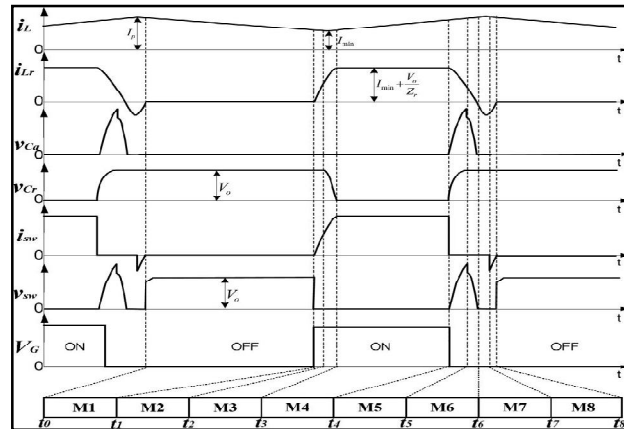 i_L
I_p
I_min
0
t
i_Lr
I_min + V_o/Z_r
0
t
v_Ca
0
t
v_Cr
V_o
0
t
i_sw
0
t
v_sw
V_o
0
t
V_G
ON OFF ON OFF
0
t
M1 M2 M3 M4 M5 M6 M7 M8
t0 t1 t2 t3 t4 t5 t6 t7 t8